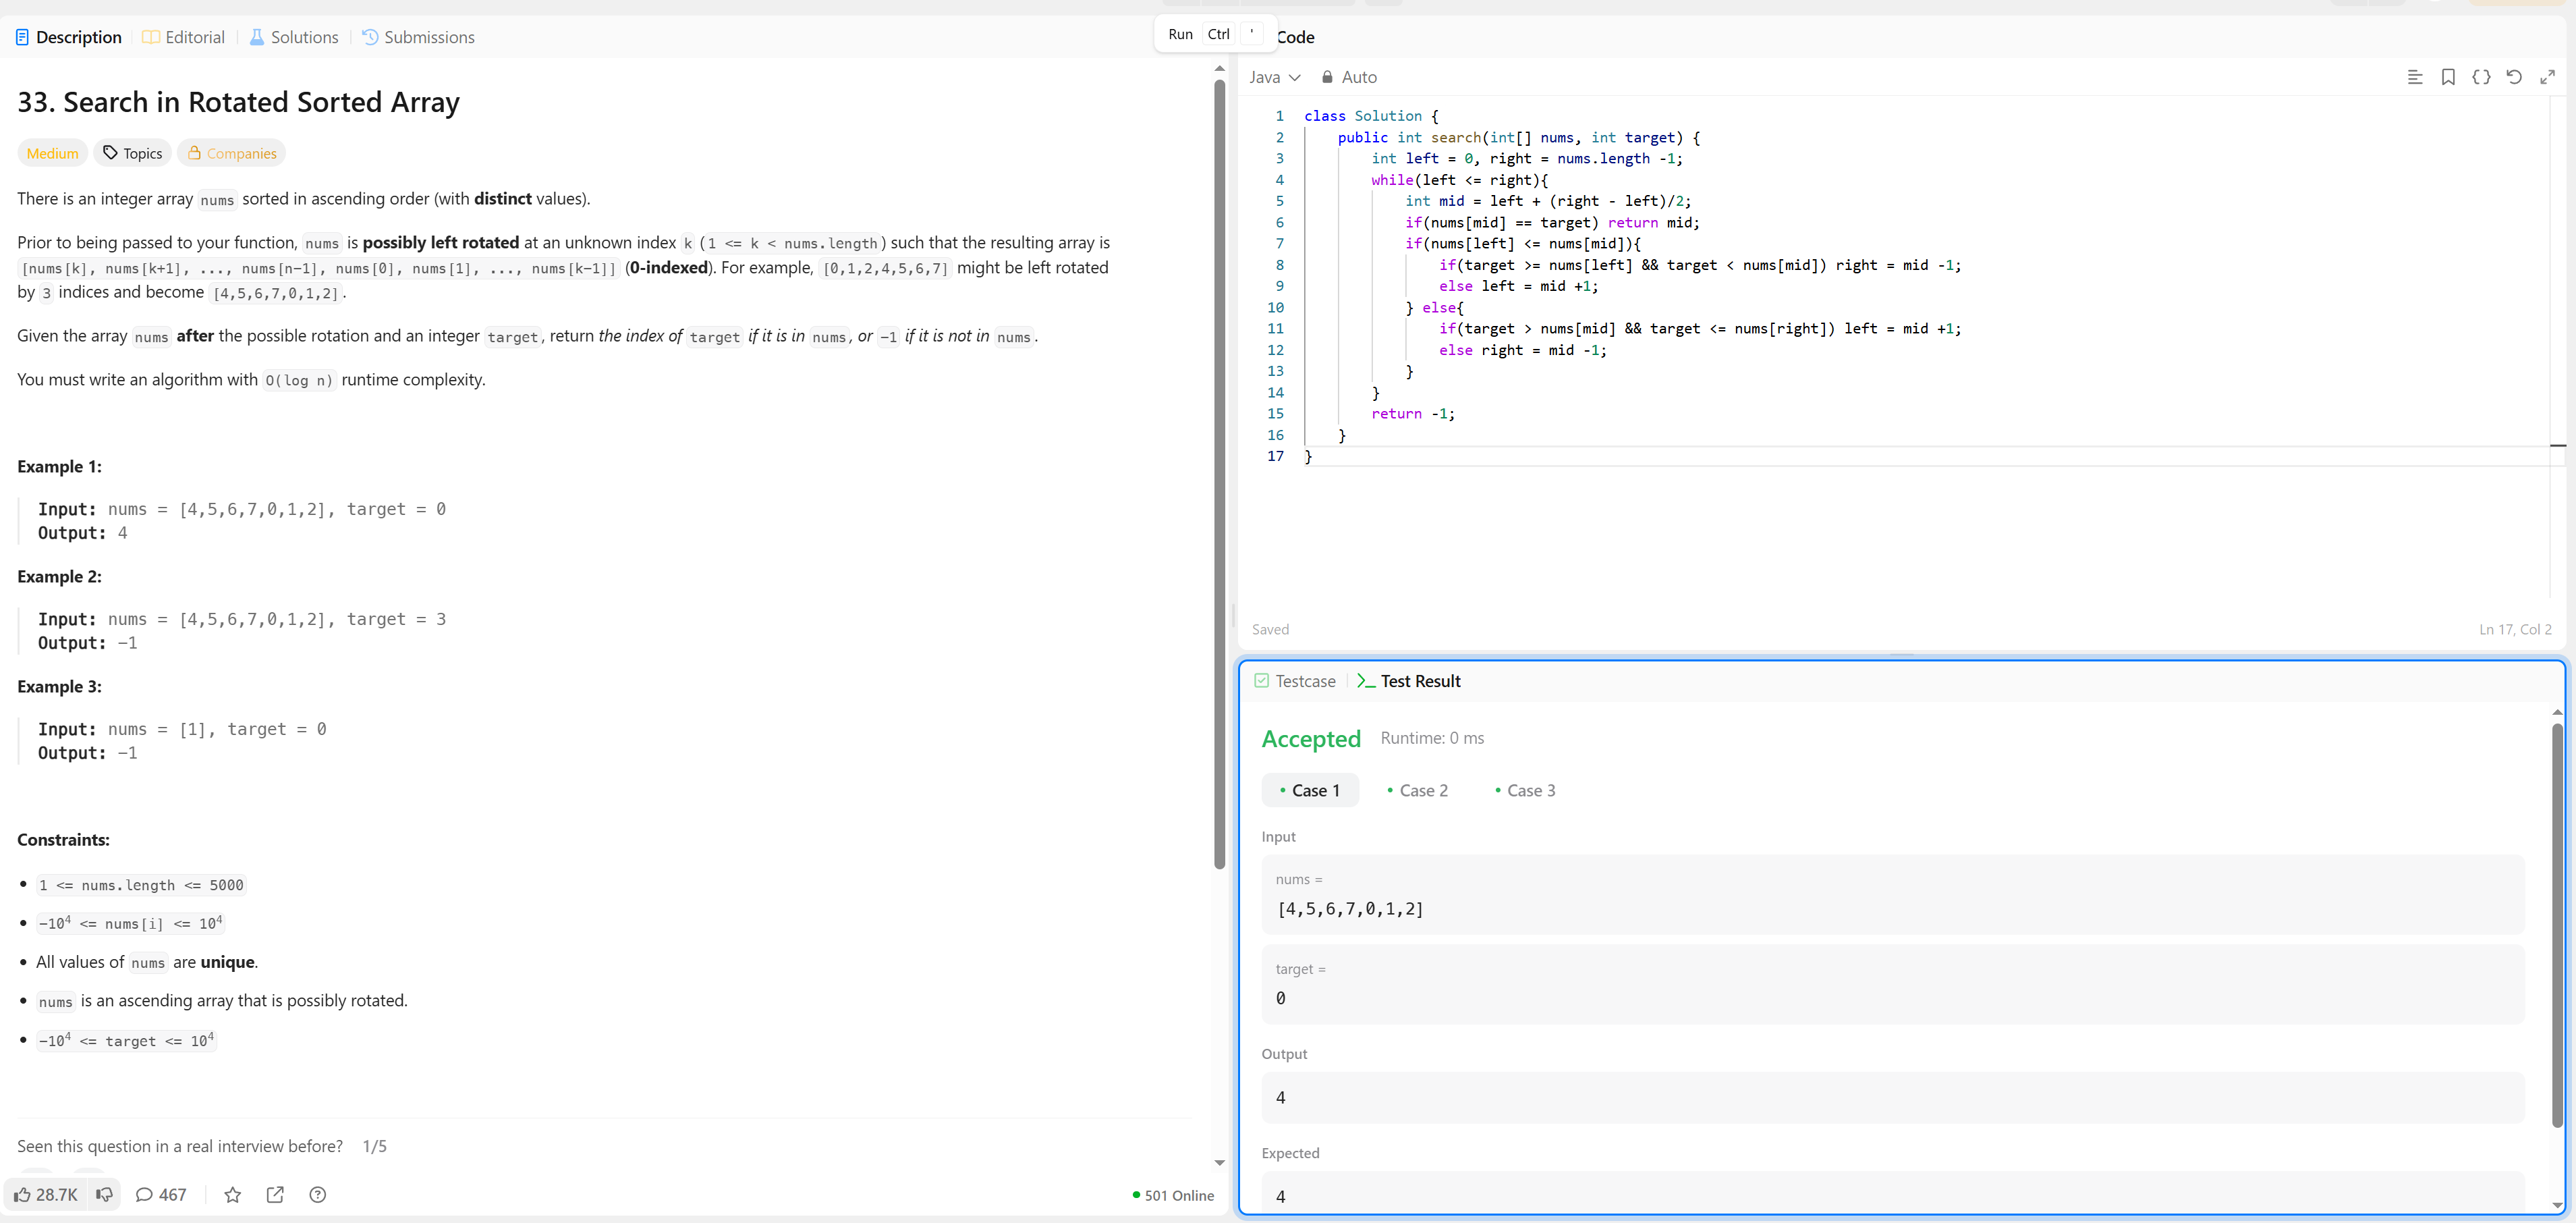 Description
Editorial
Solutions
Submissions
33. Search in Rotated Sorted Array
Medium
Topics
Companies
There is an integer array nums sorted in ascending order (with distinct values).
Prior to being passed to your function, nums is possibly left rotated at an unknown index k (1 <= k < nums.length) such that the resulting array is
[nums[k], nums[k+1], ..., nums[n-1], nums[0], nums[1], ..., nums[k-1]] (0-indexed). For example, [0,1,2,4,5,6,7] might be left rotated
by 3 indices and become [4,5,6,7,0,1,2].
Given the array nums after the possible rotation and an integer target, return the index of target if it is in nums, or -1 if it is not in nums.
You must write an algorithm with O(log n) runtime complexity.
Example 1:
Input: nums = [4,5,6,7,0,1,2], target = 0
Output: 4
Example 2:
Input: nums = [4,5,6,7,0,1,2], target = 3
Output: -1
Example 3:
Input: nums = [1], target = 0
Output: -1
Constraints:
• 1 <= nums.length <= 5000
• -10⁴ <= nums[i] <= 10⁴
• All values of nums are unique.
• nums is an ascending array that is possibly rotated.
• -10⁴ <= target <= 10⁴
Seen this question in a real interview before? 1/5
28.7K
467
501 Online
Run Ctrl '
Code
Java
Auto
1 class Solution {
2     public int search(int[] nums, int target) {
3         int left = 0, right = nums.length -1;
4         while(left <= right){
5             int mid = left + (right - left)/2;
6             if(nums[mid] == target) return mid;
7             if(nums[left] <= nums[mid]){
8                 if(target >= nums[left] && target < nums[mid]) right = mid -1;
9                 else left = mid +1;
10             } else{
11                 if(target > nums[mid] && target <= nums[right]) left = mid +1;
12                 else right = mid -1;
13             }
14         }
15         return -1;
16     }
17 }
Saved
Ln 17, Col 2
Testcase
Test Result
Accepted
Runtime: 0 ms
• Case 1
• Case 2
• Case 3
Input
nums =
[4,5,6,7,0,1,2]
target =
0
Output
4
Expected
4